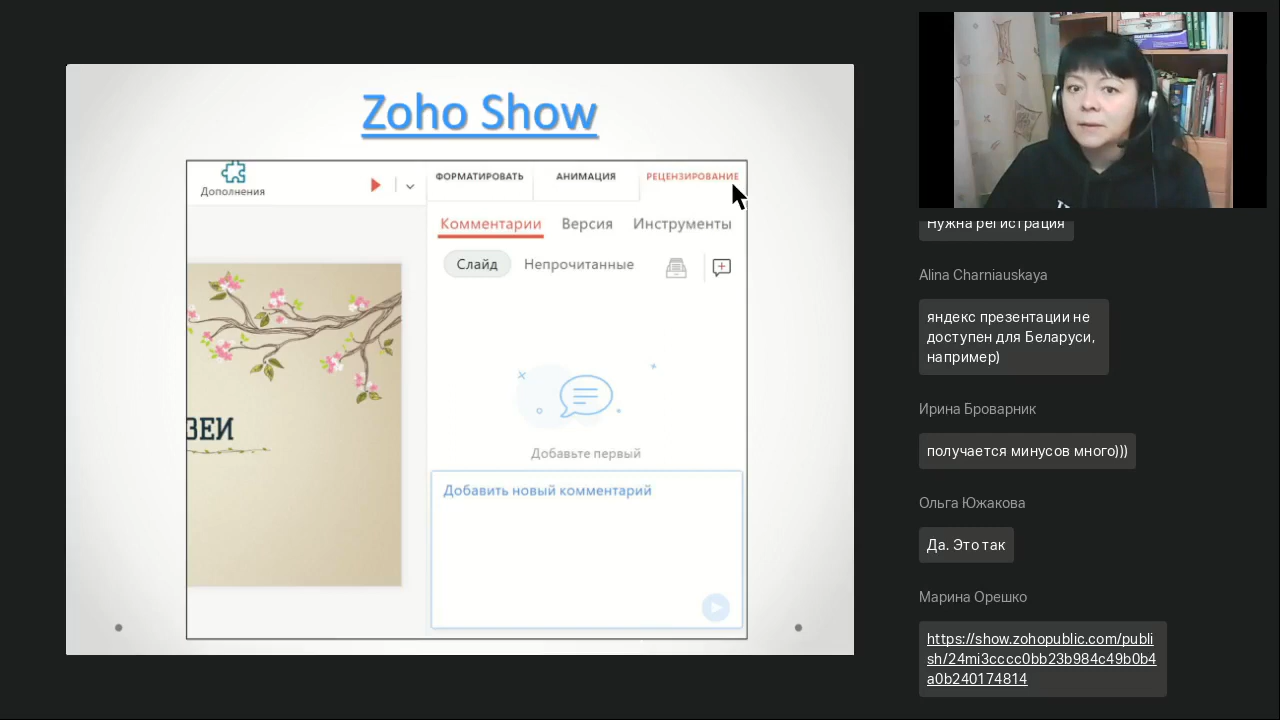 Zoho Show
Дополнения
ФОРМАТИРОВАТЬ
АНИМАЦИЯ
РЕЦЕНЗИРОВАНИЕ
Комментарии
Версия
Инструменты
Слайд
Непрочитанные
ЗЕИ
Добавьте первый
Добавить новый комментарий
Нужна регистрация
Alina Charniauskaya
яндекс презентации не
доступен для Беларуси,
например)
Ирина Броварник
получается минусов много)))
Ольга Южакова
Да. Это так
Марина Орешко
https://show.zohopublic.com/publi
sh/24mi3cccc0bb23b984c49b0b4
a0b240174814